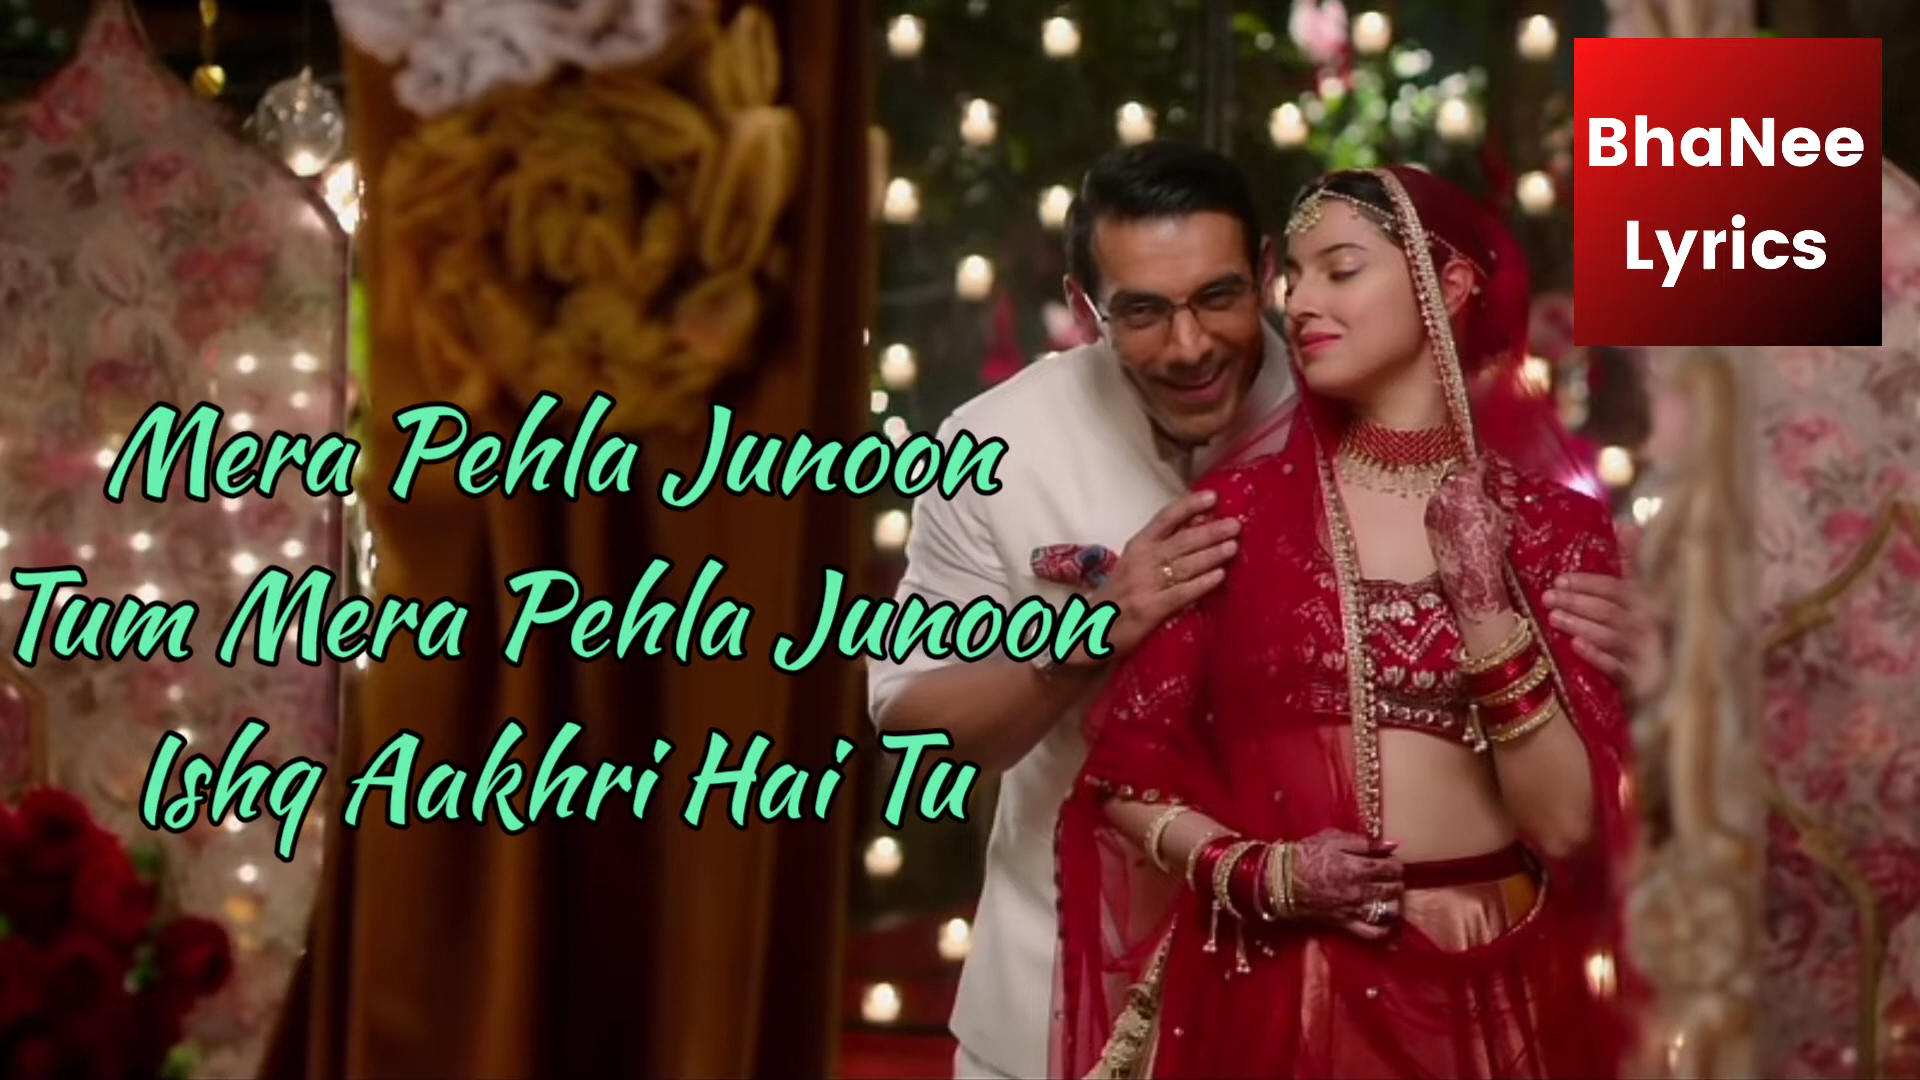 BhaNee
Lyrics
Mera Pehla Junoon
Tum Mera Pehla Junoon
Ishq Aakhri Hai Tu